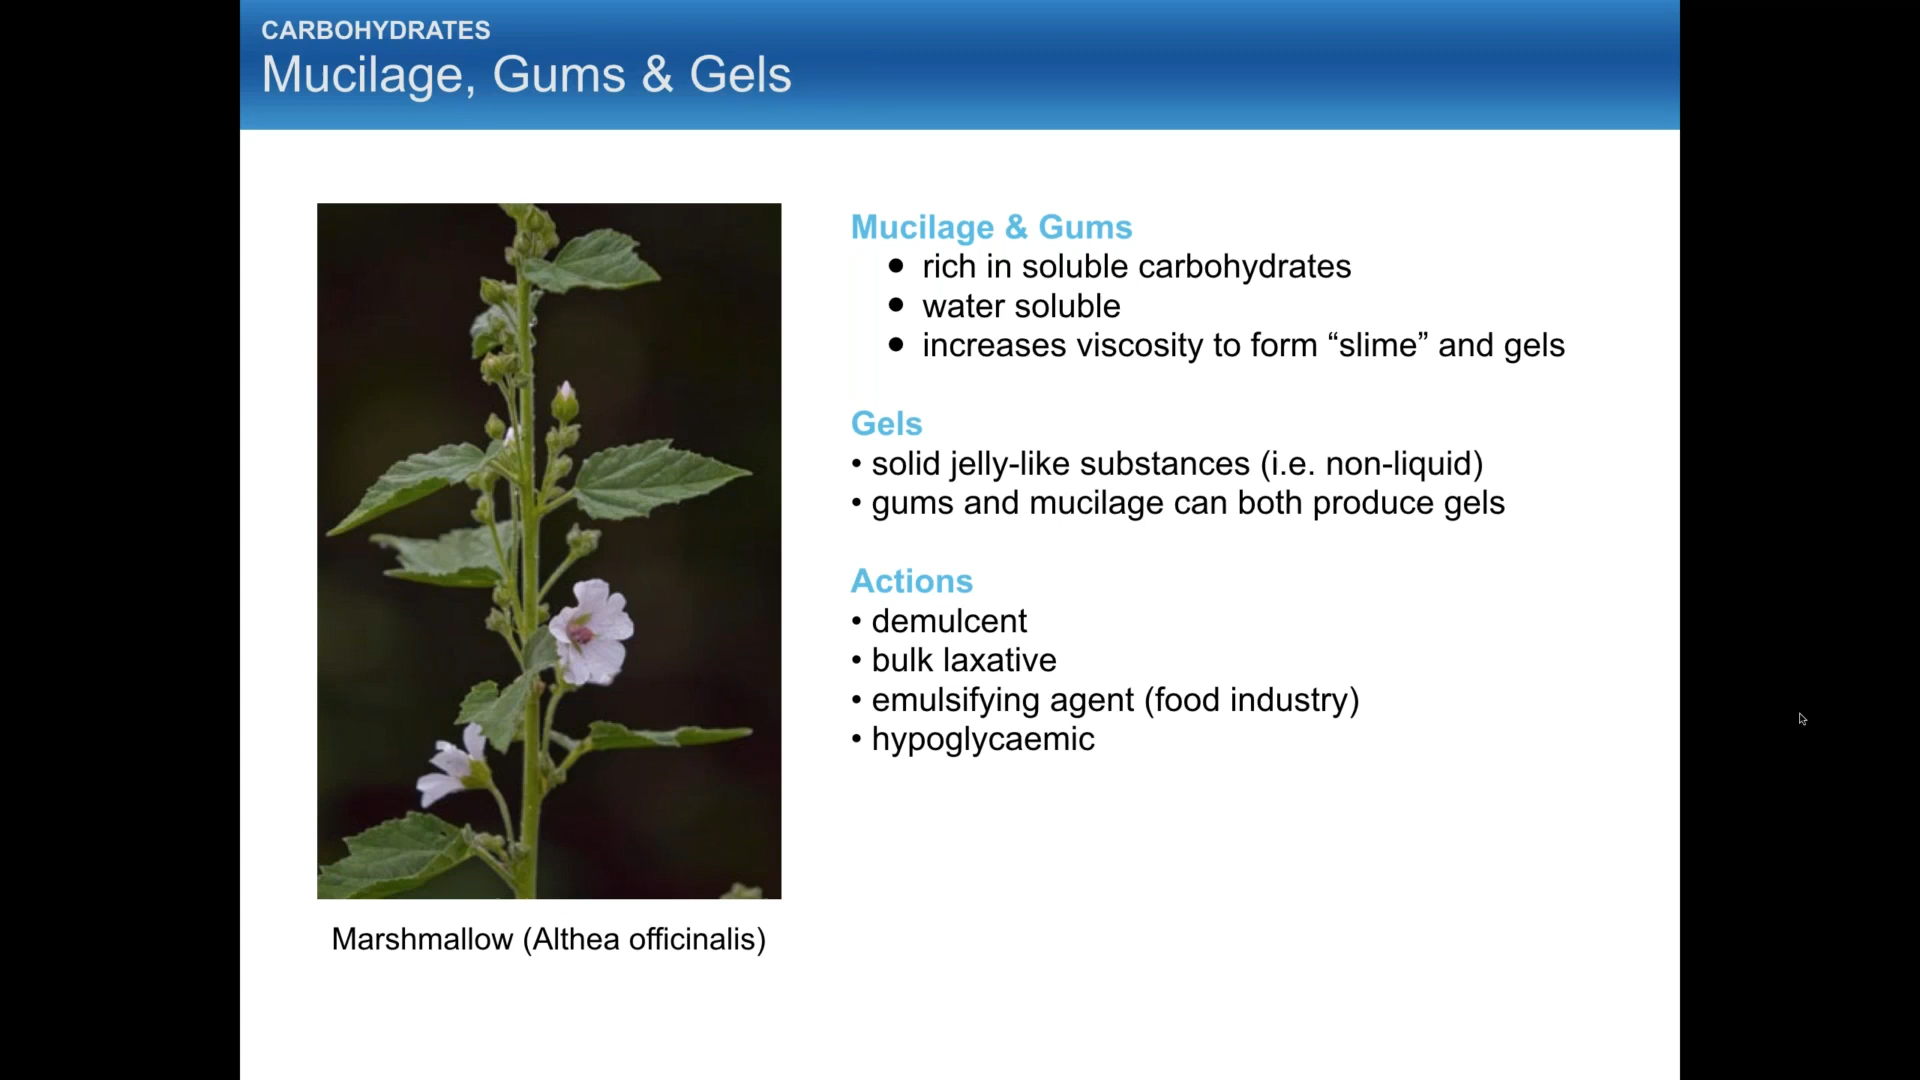 CARBOHYDRATES
Mucilage, Gums & Gels
Mucilage & Gums
● rich in soluble carbohydrates
● water soluble
● increases viscosity to form “slime” and gels
Gels
• solid jelly-like substances (i.e. non-liquid)
• gums and mucilage can both produce gels
Actions
• demulcent
• bulk laxative
• emulsifying agent (food industry)
• hypoglycaemic
Marshmallow (Althea officinalis)